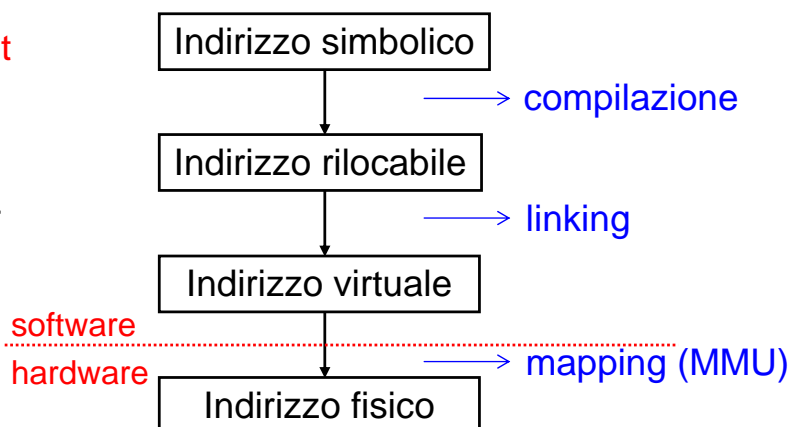 t
Indirizzo simbolico
compilazione
Indirizzo rilocabile
linking
Indirizzo virtuale
software
hardware
mapping (MMU)
Indirizzo fisico